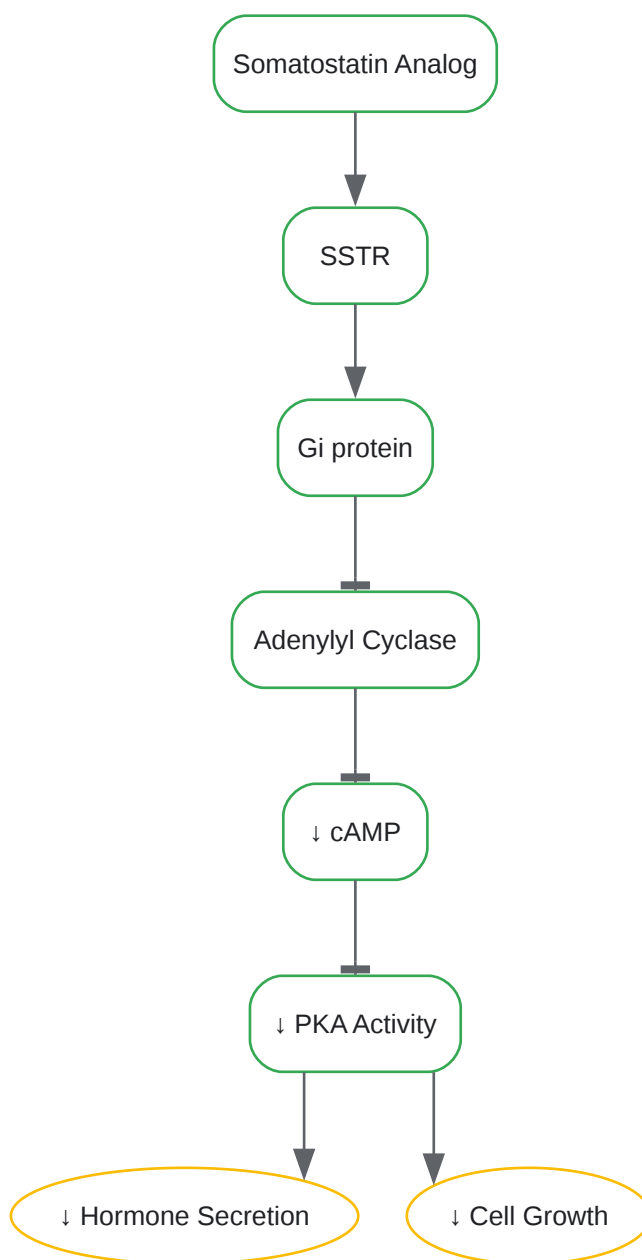 Somatostatin Analog
SSTR
Gi protein
Adenylyl Cyclase
↓ cAMP
↓ PKA Activity
↓ Hormone Secretion
↓ Cell Growth